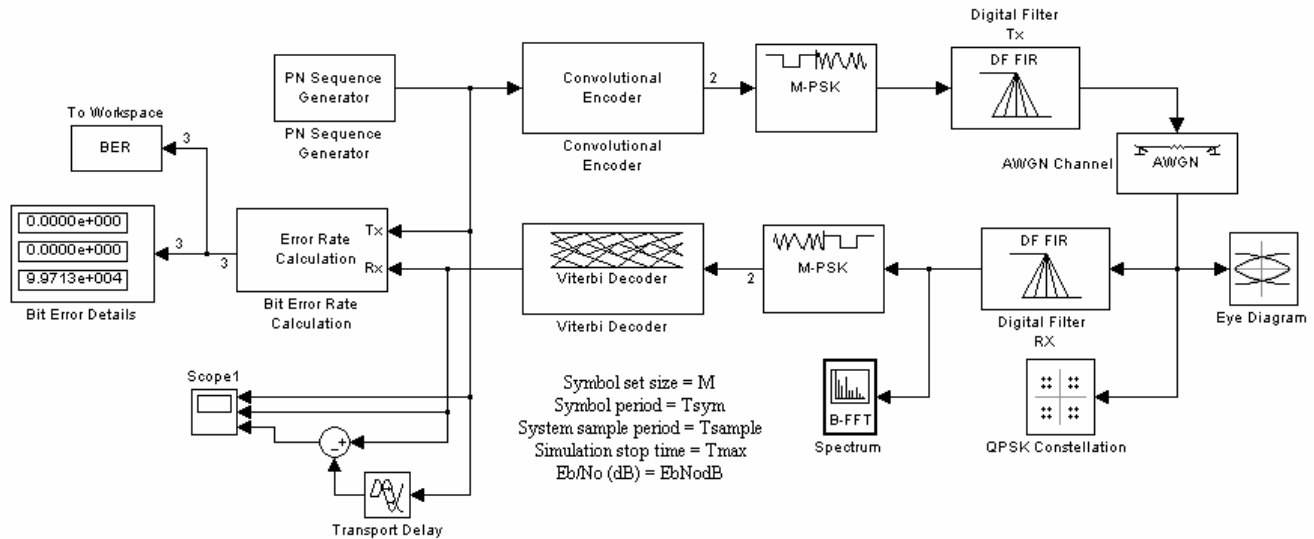 Digital Filter
Tx
DF FIR
PN Sequence
Generator
PN Sequence
Generator
Convolutional
Encoder
Convolutional
Encoder
2
M-PSK
To Workspace
BER
3
AWGN Channel
AWGN
0.0000e+000
0.0000e+000
9.9713e+004
Bit Error Details
3
3
Error Rate
Calculation
Tx
Rx
Bit Error Rate
Calculation
Viterbi Decoder
Viterbi Decoder
2
M-PSK
DF FIR
Digital Filter
RX
Eye Diagram
Scope1
Symbol set size = M
Symbol period = Tsym
System sample period = Tsample
Simulation stop time = Tmax
Eb/No (dB) = EbNodB
B-FFT
Spectrum
QPSK Constellation
+
-
Transport Delay